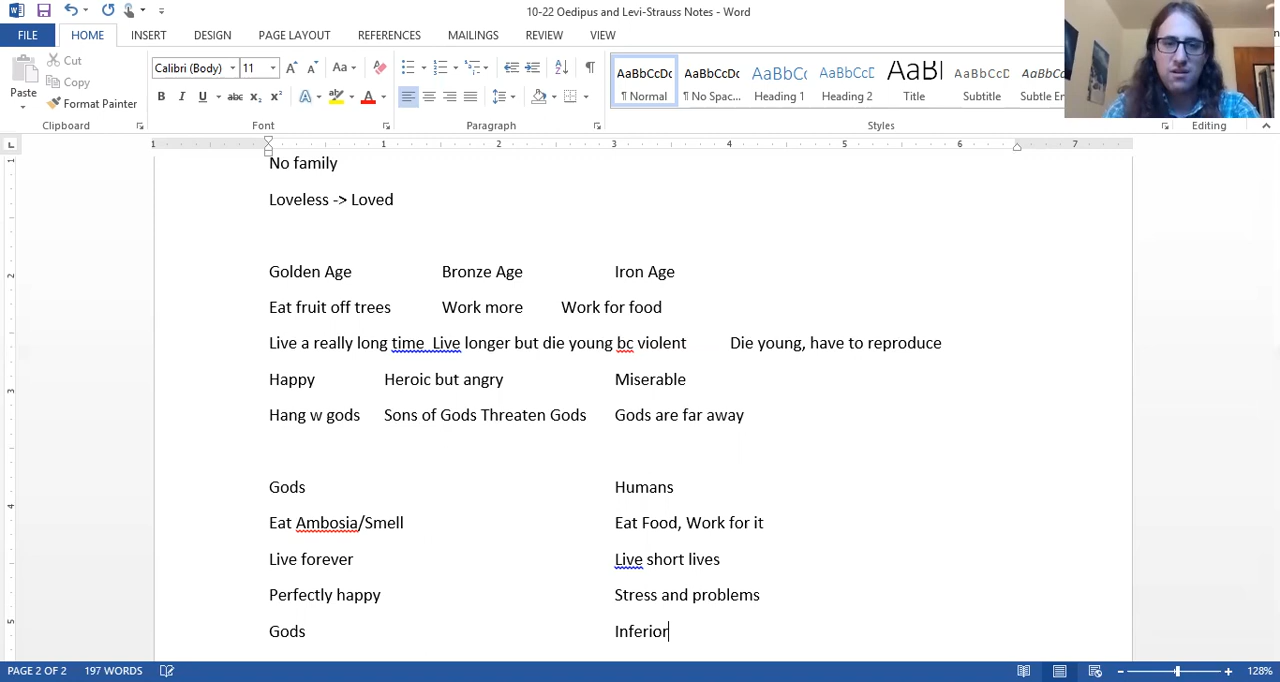 10-22 Oedipus and Levi-Strauss Notes - Word
FILE HOME INSERT DESIGN PAGE LAYOUT REFERENCES MAILINGS REVIEW VIEW
Paste
Cut
Copy
Format Painter
Calibri (Body) 11
AaBbCcDc ¶ Normal
AaBbCcDc ¶ No Spac...
AaBbCc Heading 1
AaBbCcE Heading 2
AaBl Title
AaBbCcD Subtitle
AaBbCcD Subtle Em
Clipboard Font Paragraph Styles Editing
No family
Loveless -> Loved
Golden Age Bronze Age Iron Age
Eat fruit off trees Work more Work for food
Live a really long time Live longer but die young bc violent Die young, have to reproduce
Happy Heroic but angry Miserable
Hang w gods Sons of Gods Threaten Gods Gods are far away
Gods Humans
Eat Ambosia/Smell Eat Food, Work for it
Live forever Live short lives
Perfectly happy Stress and problems
Gods Inferior
PAGE 2 OF 2 197 WORDS 128%